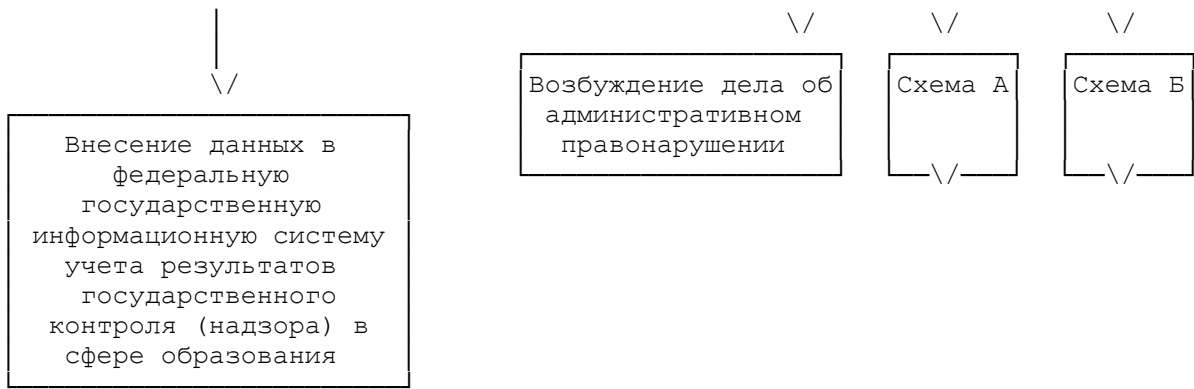 Возбуждение дела об
административном
правонарушении
Схема А
Схема Б
Внесение данных в
федеральную
государственную
информационную систему
учета результатов
государственного
контроля (надзора) в
сфере образования